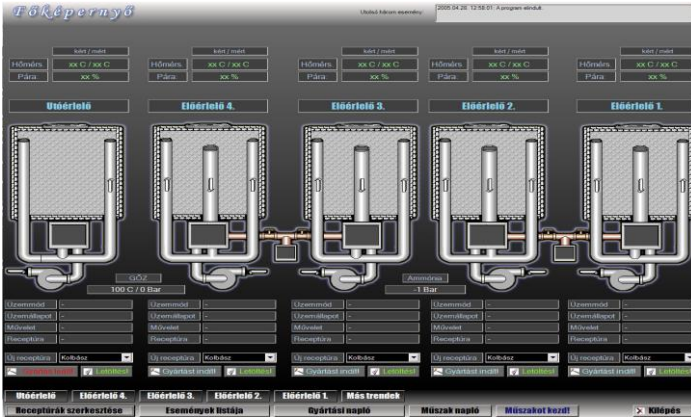 Főképernyő
Utolsó három esemény: 2005.04.28. 12:58:01: A program elindult.
kért / mért kért / mért kért / mért kért / mért kért / mért
Hőmérs. xx C / xx C Hőmérs. xx C / xx C Hőmérs. xx C / xx C Hőmérs. xx C / xx C Hőmérs. xx C / xx C
Pára: xx % Pára: xx % Pára: xx % Pára: xx % Pára: xx %
Utóérlelő Előérlelő 4. Előérlelő 3. Előérlelő 2. Előérlelő 1.
GŐZ Ammónia
100 C / 0 Bar -1 Bar
Üzemmód - Üzemmód - Üzemmód - Üzemmód - Üzemmód -
Üzemállapot - Üzemállapot - Üzemállapot - Üzemállapot - Üzemállapot -
Művelet - Művelet - Művelet - Művelet - Művelet -
Receptúra - Receptúra - Receptúra - Receptúra - Receptúra -
Új receptúra Kolbász Új receptúra Kolbász Új receptúra Kolbász Új receptúra Kolbász Új receptúra Kolbász
Gyártást indít! Letöltés! Gyártást indít! Letöltés! Gyártást indít! Letöltés! Gyártást indít! Letöltés! Gyártást indít! Letöltés!
Utóérlelő Előérlelő 4. Előérlelő 3. Előérlelő 2. Előérlelő 1. Más trendek
Receptúrák szerkesztése Események listája Gyártási napló Műszak napló Műszakot kezd! Kilépés